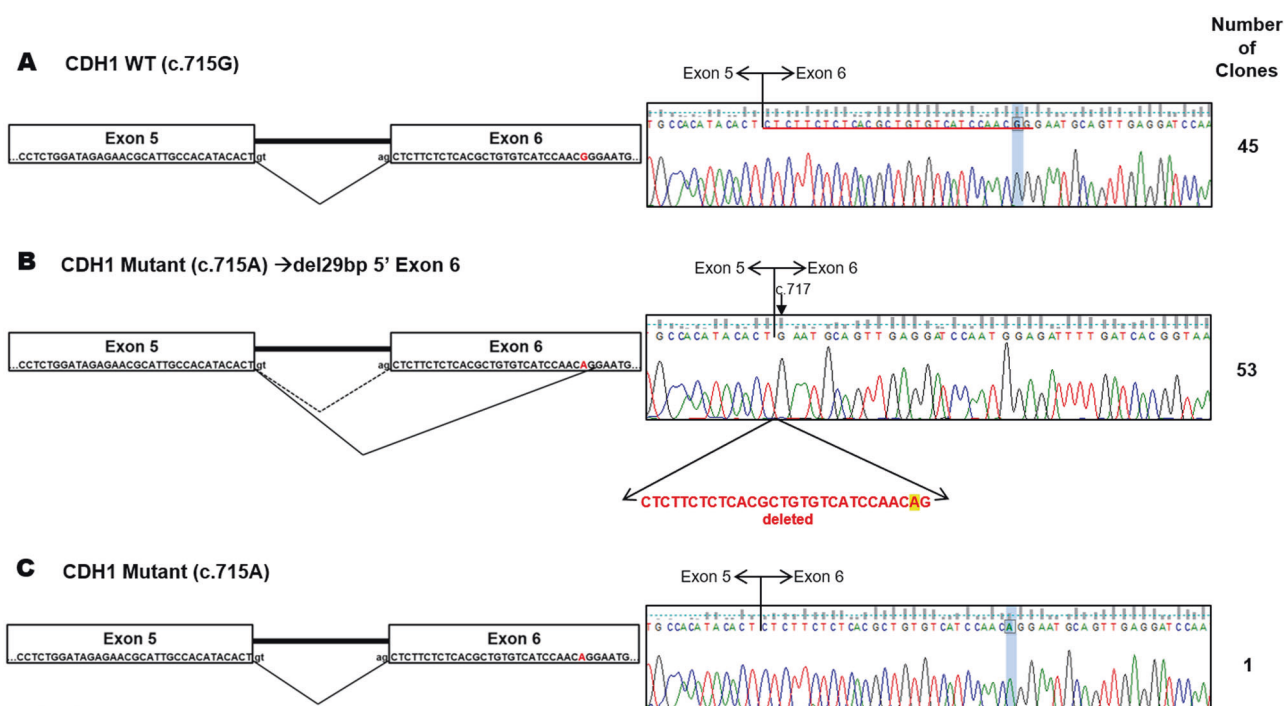 Number
of
Clones
A CDH1 WT (c.715G)
Exon 5 Exon 6
Exon 5 Exon 6
..CCTCTGGATAGAGAACGCATTGCCACATACACT gt ag CTCTTCTCTCACGCTGTGTCATCCAACGGGAATG..
TGCCACATACACTCTCTTCTCTCACGCTGTGTCATCCAACGGGAATGCAGTTGAGGATCCAA
45
B CDH1 Mutant (c.715A) →del29bp 5’ Exon 6
Exon 5 Exon 6
c.717
Exon 5 Exon 6
..CCTCTGGATAGAGAACGCATTGCCACATACACT gt ag CTCTTCTCTCACGCTGTGTCATCCAACAGGAATG..
GCCACATACACTGAATGCAGTTGAGGATCCAATGGAGATTTTGATCACGGTAA
53
CTCTTCTCTCACGCTGTGTCATCCAACAG
deleted
C CDH1 Mutant (c.715A)
Exon 5 Exon 6
Exon 5 Exon 6
..CCTCTGGATAGAGAACGCATTGCCACATACACT gt ag CTCTTCTCTCACGCTGTGTCATCCAACAGGAATG..
TGCCACATACACTCTCTTCTCTCACGCTGTGTCATCCAACAGGAATGCAGTTGAGGATCCAA
1